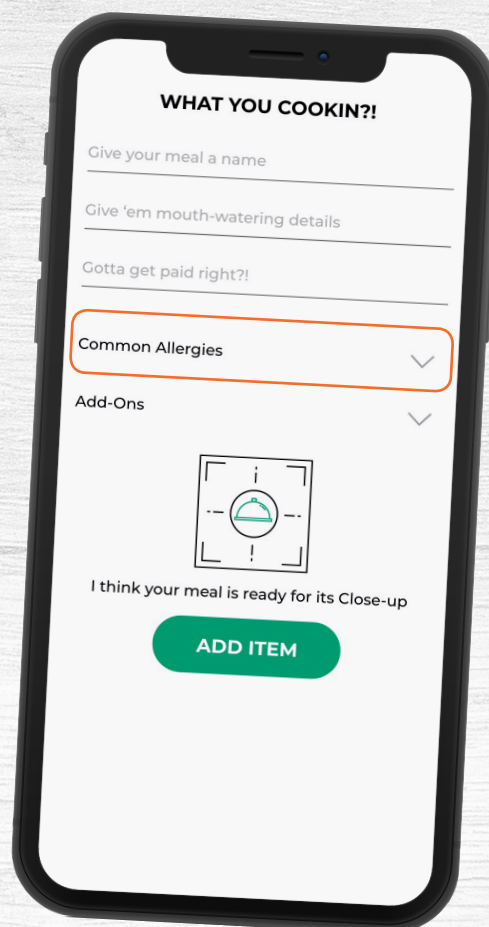 WHAT YOU COOKIN?!
Give your meal a name
Give ‘em mouth-watering details
Gotta get paid right?!
Common Allergies
Add-Ons
I think your meal is ready for its Close-up
ADD ITEM